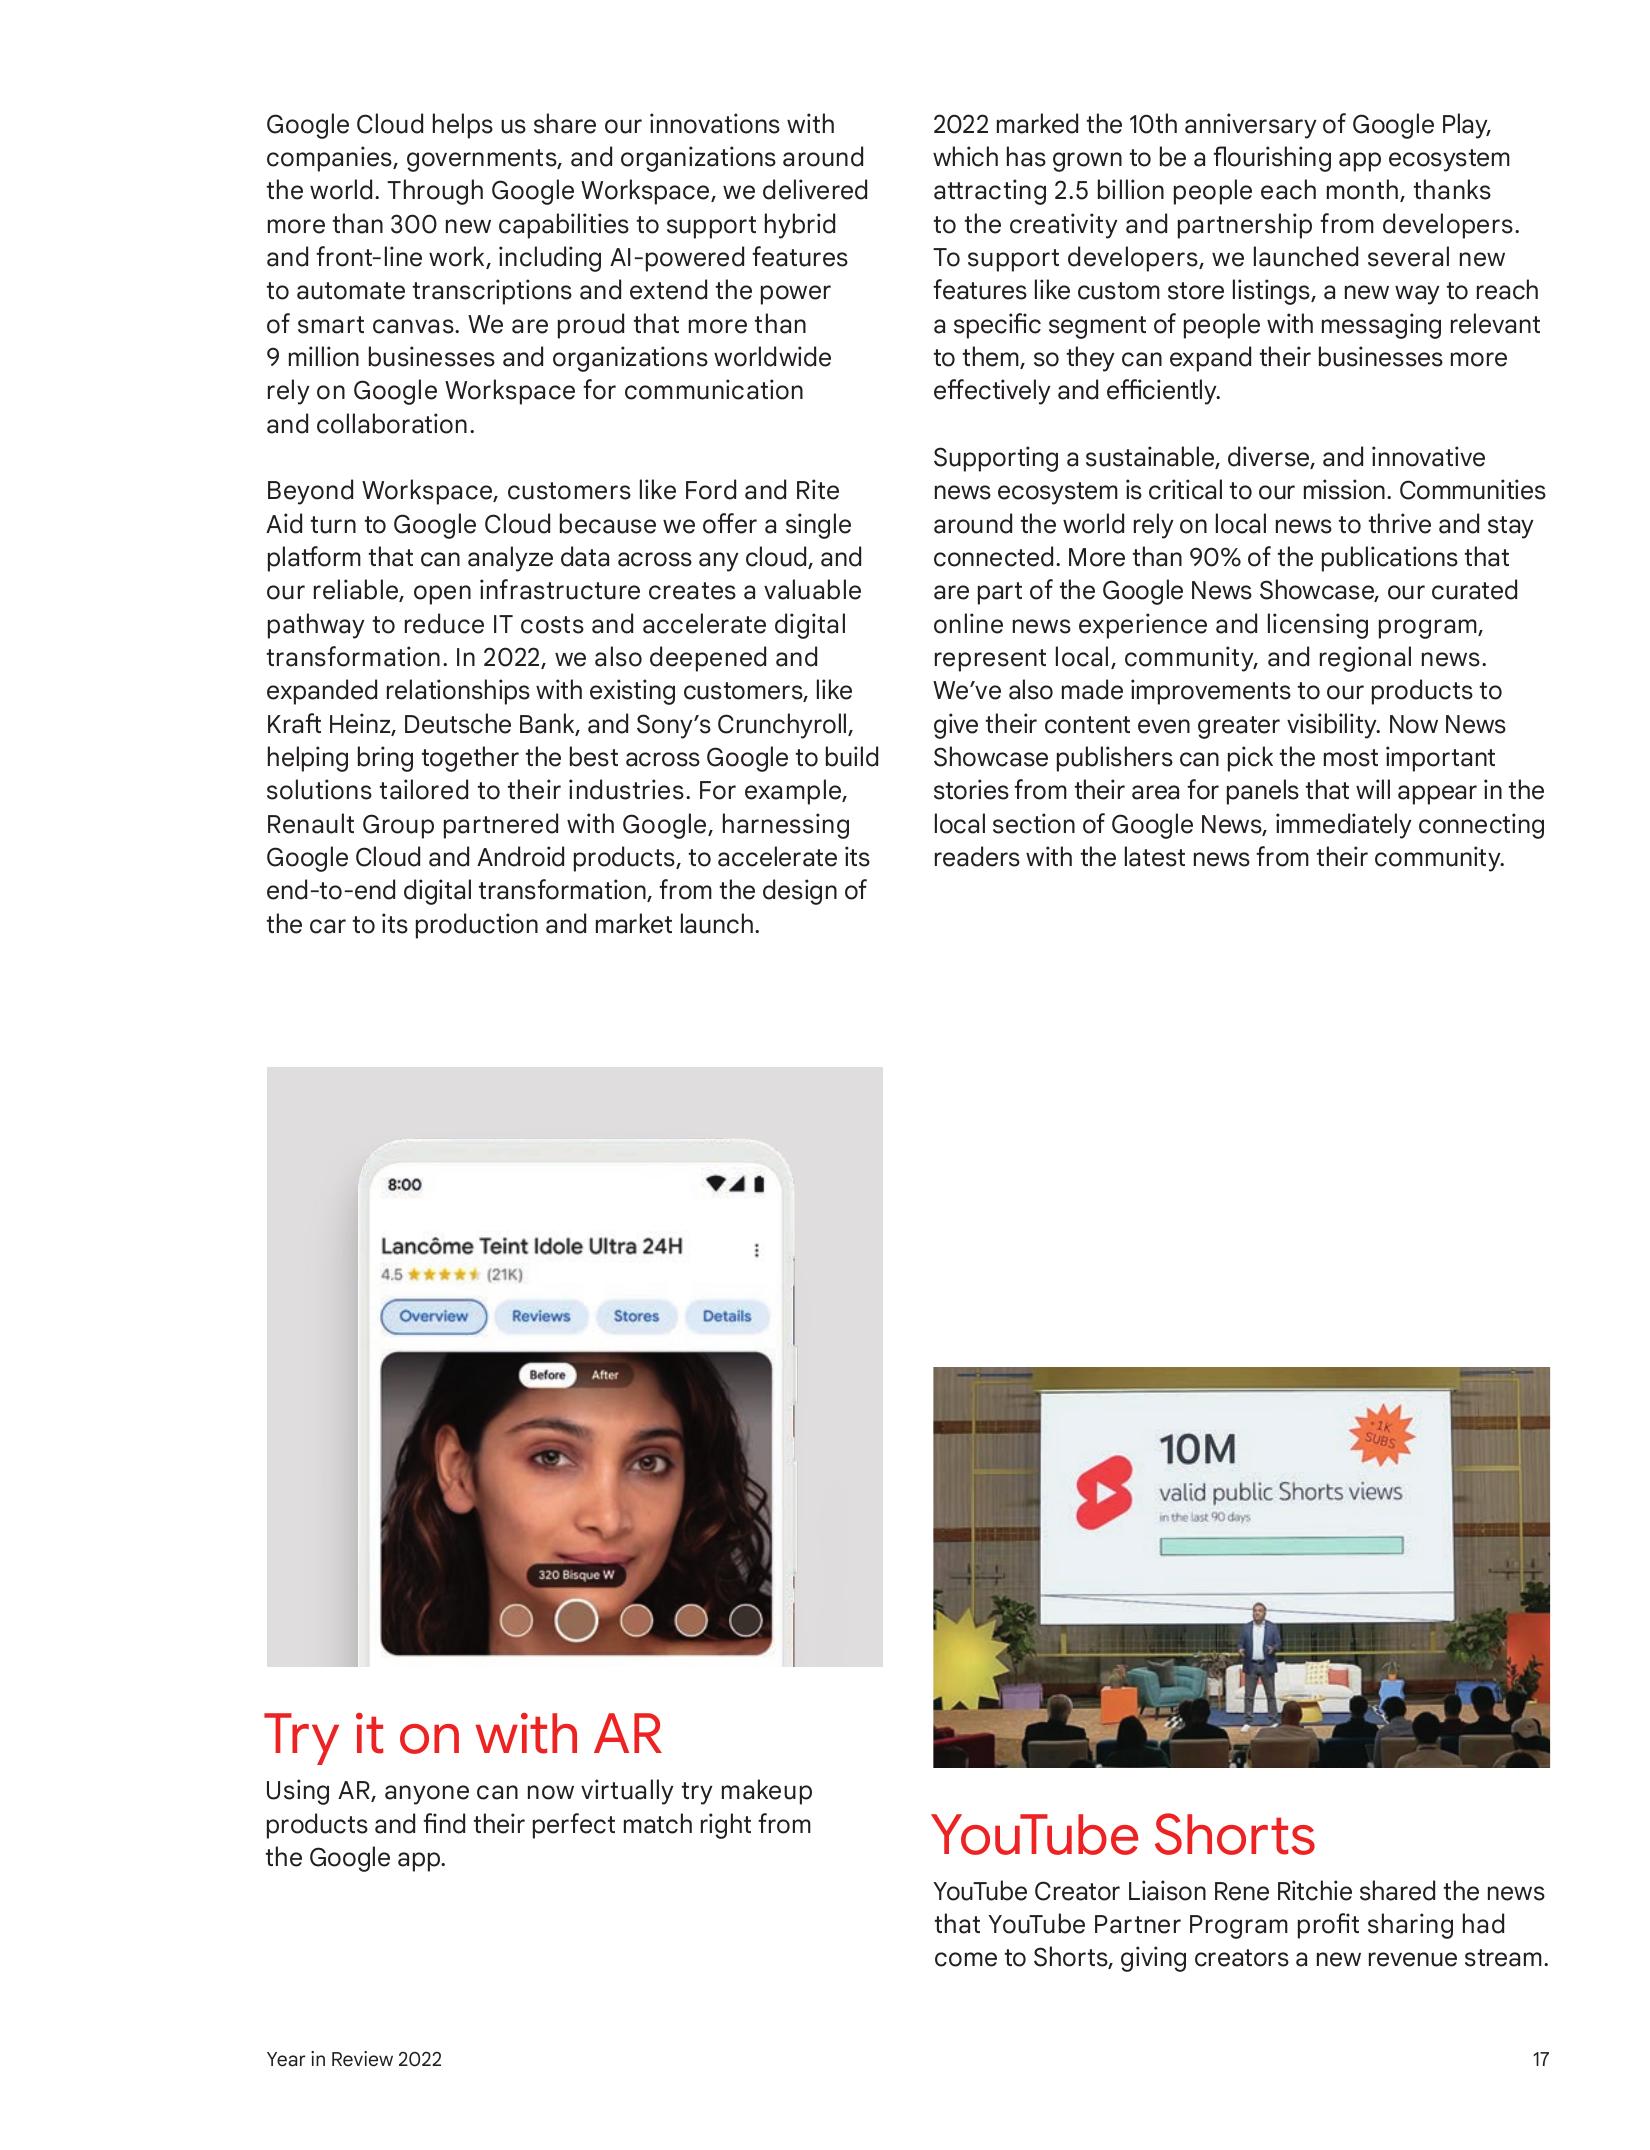 Google Cloud helps us share our innovations with
companies, governments, and organizations around
the world. Through Google Workspace, we delivered
more than 300 new capabilities to support hybrid
and front-line work, including AI-powered features
to automate transcriptions and extend the power
of smart canvas. We are proud that more than
9 million businesses and organizations worldwide
rely on Google Workspace for communication
and collaboration.
Beyond Workspace, customers like Ford and Rite
Aid turn to Google Cloud because we offer a single
platform that can analyze data across any cloud, and
our reliable, open infrastructure creates a valuable
pathway to reduce IT costs and accelerate digital
transformation. In 2022, we also deepened and
expanded relationships with existing customers, like
Kraft Heinz, Deutsche Bank, and Sony’s Crunchyroll,
helping bring together the best across Google to build
solutions tailored to their industries. For example,
Renault Group partnered with Google, harnessing
Google Cloud and Android products, to accelerate its
end-to-end digital transformation, from the design of
the car to its production and market launch.
2022 marked the 10th anniversary of Google Play,
which has grown to be a flourishing app ecosystem
attracting 2.5 billion people each month, thanks
to the creativity and partnership from developers.
To support developers, we launched several new
features like custom store listings, a new way to reach
a specific segment of people with messaging relevant
to them, so they can expand their businesses more
effectively and efficiently.
Supporting a sustainable, diverse, and innovative
news ecosystem is critical to our mission. Communities
around the world rely on local news to thrive and stay
connected. More than 90% of the publications that
are part of the Google News Showcase, our curated
online news experience and licensing program,
represent local, community, and regional news.
We’ve also made improvements to our products to
give their content even greater visibility. Now News
Showcase publishers can pick the most important
stories from their area for panels that will appear in the
local section of Google News, immediately connecting
readers with the latest news from their community.
8:00
Lancôme Teint Idole Ultra 24H
4.5 (21K)
Overview Reviews Stores Details
Before After
320 Bisque W
Try it on with AR
Using AR, anyone can now virtually try makeup
products and find their perfect match right from
the Google app.
+1K
SUBS
10M
valid public Shorts views
in the last 90 days
YouTube Shorts
YouTube Creator Liaison Rene Ritchie shared the news
that YouTube Partner Program profit sharing had
come to Shorts, giving creators a new revenue stream.
Year in Review 2022
17